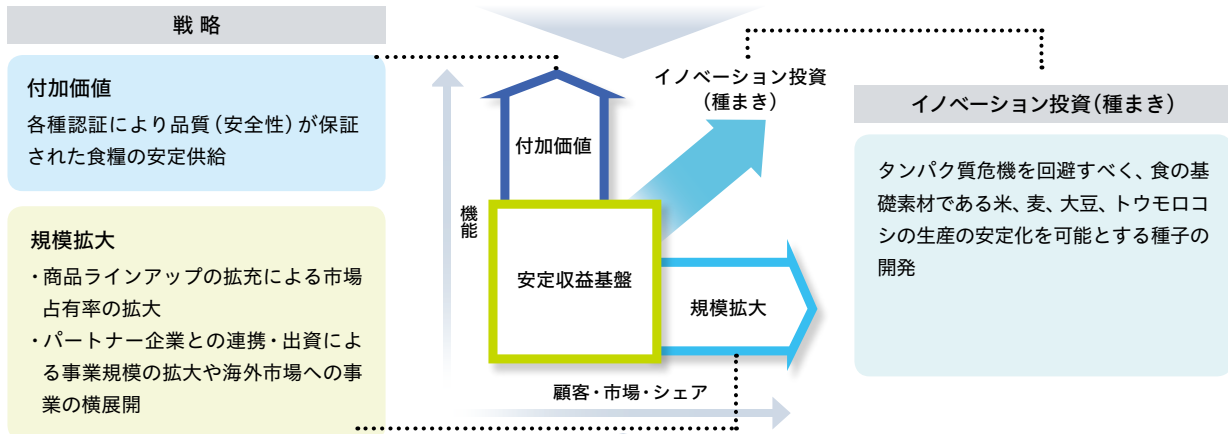 戦略
付加価値
各種認証により品質（安全性）が保証
された食糧の安定供給
規模拡大
・商品ラインアップの拡充による市場
占有率の拡大
・パートナー企業との連携・出資によ
る事業規模の拡大や海外市場への事
業の横展開
機能
付加価値
安定収益基盤
規模拡大
顧客・市場・シェア
イノベーション投資
（種まき）
イノベーション投資（種まき）
タンパク質危機を回避すべく、食の基
礎素材である米、麦、大豆、トウモロコ
シの生産の安定化を可能とする種子の
開発